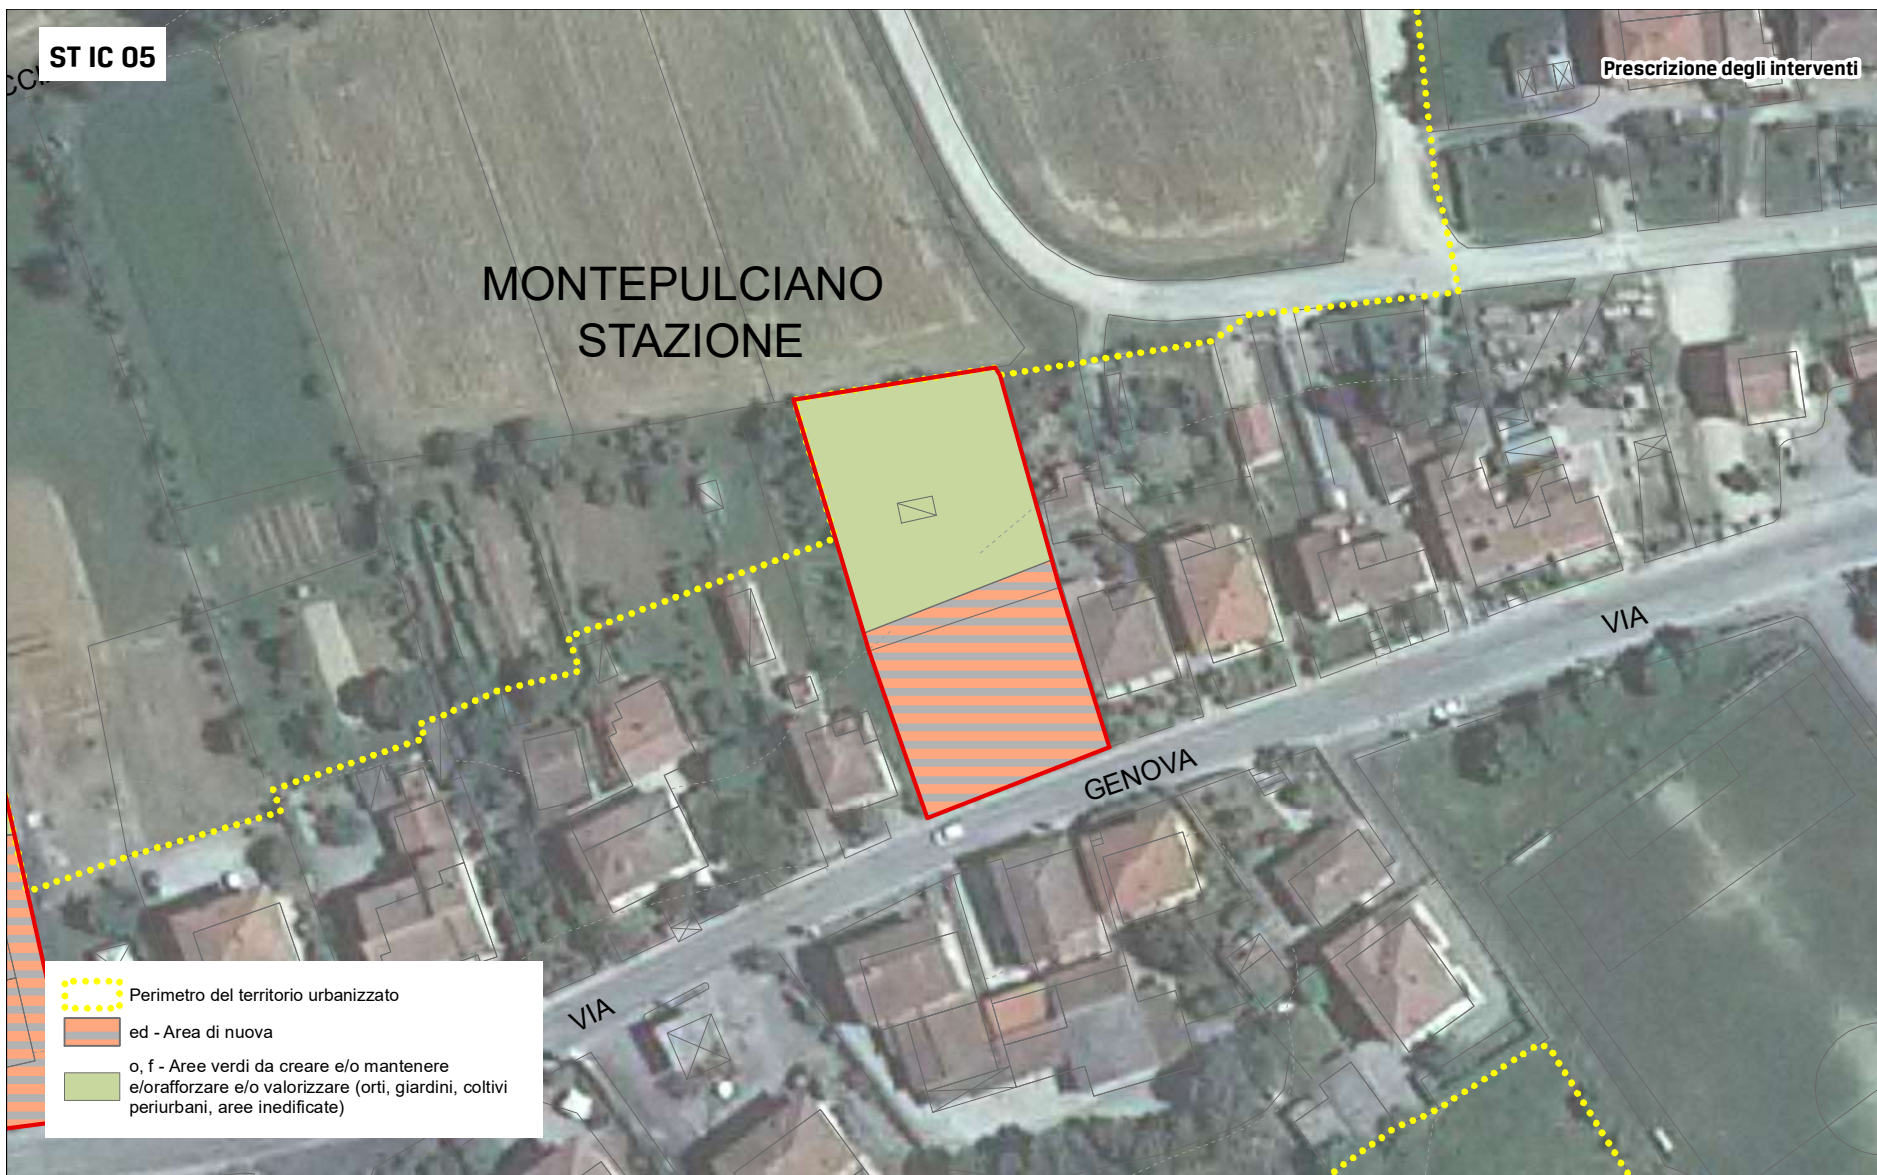 ST IC 05
Prescrizione degli interventi
MONTEPULCIANO
STAZIONE
VIA
GENOVA
VIA
Perimetro del territorio urbanizzato
ed - Area di nuova
o, f - Aree verdi da creare e/o mantenere
e/orafforzare e/o valorizzare (orti, giardini, coltivi
periurbani, aree inedificate)